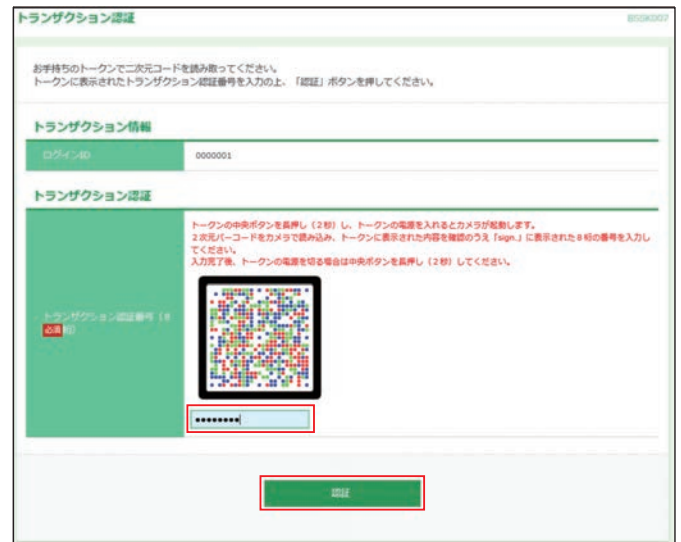 トランザクション認証
BSSK007
お手持ちのトークンで二次元コードを読み取ってください。
トークンに表示されたトランザクション認証番号を入力の上、「認証」ボタンを押してください。
トランザクション情報
ログインID
0000001
トランザクション認証
トークンの中央ボタンを長押し（2秒）し、トークンの電源を入れるとカメラが起動します。
2次元バーコードをカメラで読み込み、トークンに表示された内容を確認のうえ「sign.」に表示された8桁の番号を入力し
てください。
入力完了後、トークンの電源を切る場合は中央ボタンを長押し（2秒）してください。
トランザクション認証番号（8
必須 桁）
●●●●●●●●
認証